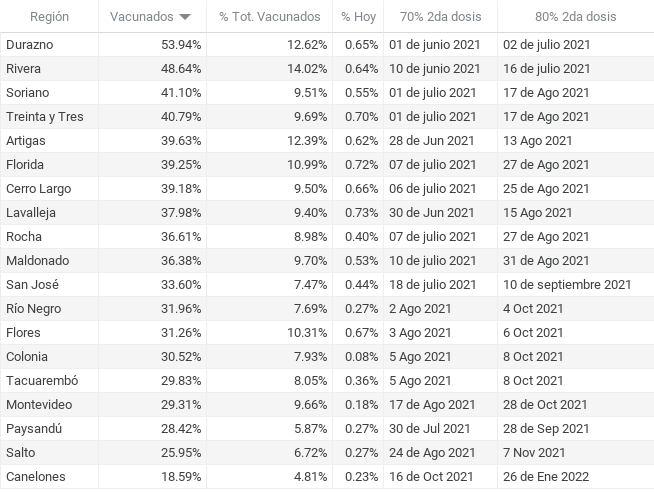 Región Vacunados % Tot. Vacunados % Hoy 70% 2da dosis 80% 2da dosis
Durazno 53.94% 12.62% 0.65% 01 de junio 2021 02 de julio 2021
Rivera 48.64% 14.02% 0.64% 10 de junio 2021 16 de julio 2021
Soriano 41.10% 9.51% 0.55% 01 de julio 2021 17 de Ago 2021
Treinta y Tres 40.79% 9.69% 0.70% 01 de julio 2021 17 de Ago 2021
Artigas 39.63% 12.39% 0.62% 28 de Jun 2021 13 Ago 2021
Florida 39.25% 10.99% 0.72% 07 de julio 2021 27 de Ago 2021
Cerro Largo 39.18% 9.50% 0.66% 06 de julio 2021 25 de Ago 2021
Lavalleja 37.98% 9.40% 0.73% 30 de Jun 2021 15 Ago 2021
Rocha 36.61% 8.98% 0.40% 07 de julio 2021 27 de Ago 2021
Maldonado 36.38% 9.70% 0.53% 10 de julio 2021 31 de Ago 2021
San José 33.60% 7.47% 0.44% 18 de julio 2021 10 de septiembre 2021
Río Negro 31.96% 7.69% 0.27% 2 Ago 2021 4 Oct 2021
Flores 31.26% 10.31% 0.67% 3 Ago 2021 6 Oct 2021
Colonia 30.52% 7.93% 0.08% 5 Ago 2021 8 Oct 2021
Tacuarembó 29.83% 8.05% 0.36% 5 Ago 2021 8 Oct 2021
Montevideo 29.31% 9.66% 0.18% 17 de Ago 2021 28 de Oct 2021
Paysandú 28.42% 5.87% 0.27% 30 de Jul 2021 28 de Sep 2021
Salto 25.95% 6.72% 0.27% 24 de Ago 2021 7 Nov 2021
Canelones 18.59% 4.81% 0.23% 16 de Oct 2021 26 de Ene 2022